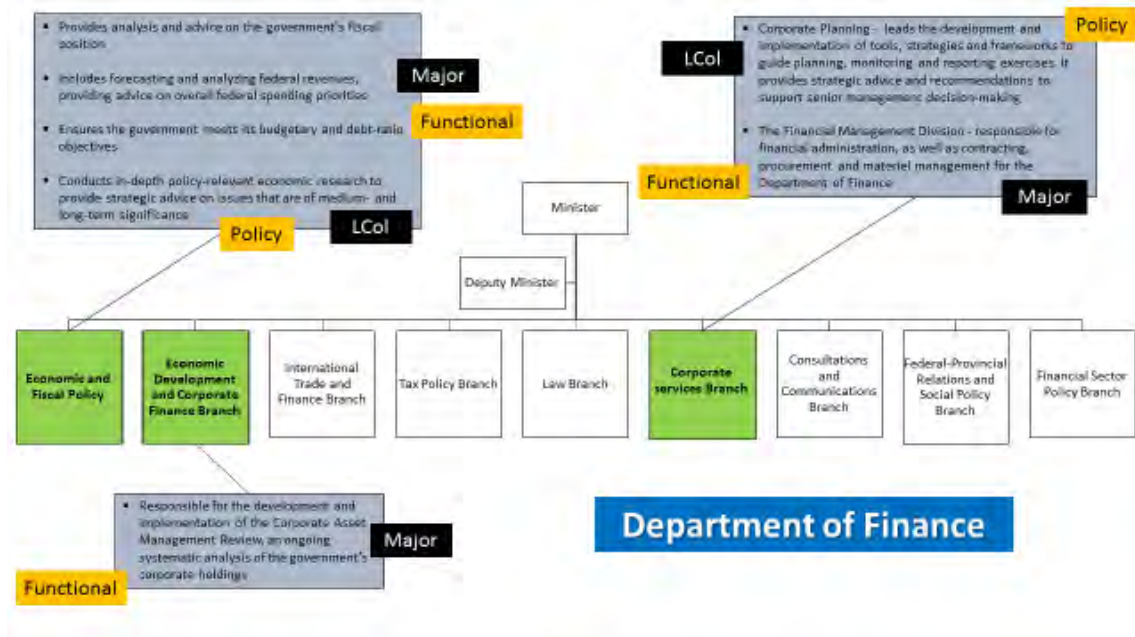 ▪ Provides analysis and advice on the government's fiscal
position
▪ Includes forecasting and analyzing federal revenues,
providing advice on overall federal spending priorities
▪ Ensures the government meets its budgetary and debt-ratio
objectives
▪ Conducts in-depth policy-relevant economic research to
provide strategic advice on issues that are of medium- and
long-term significance
Major
Functional
Policy
LCol
▪ Corporate Planning - leads the development and
implementation of tools, strategies and frameworks to
guide planning, monitoring and reporting exercises. It
provides strategic advice and recommendations to
support senior management decision-making
▪ The Financial Management Division - responsible for
financial administration, as well as contracting,
procurement and materiel management for the
Department of Finance
Policy
LCol
Functional
Major
Minister
Deputy Minister
Economic and
Fiscal Policy
Economic
Development
and Corporate
Finance Branch
International
Trade and
Finance Branch
Tax Policy Branch
Law Branch
Corporate
services Branch
Consultations
and
Communications
Branch
Federal-Provincial
Relations and
Social Policy
Branch
Financial Sector
Policy Branch
▪ Responsible for the development and
implementation of the Corporate Asset
Management Review, an ongoing
systematic analysis of the government's
corporate holdings
Major
Functional
Department of Finance